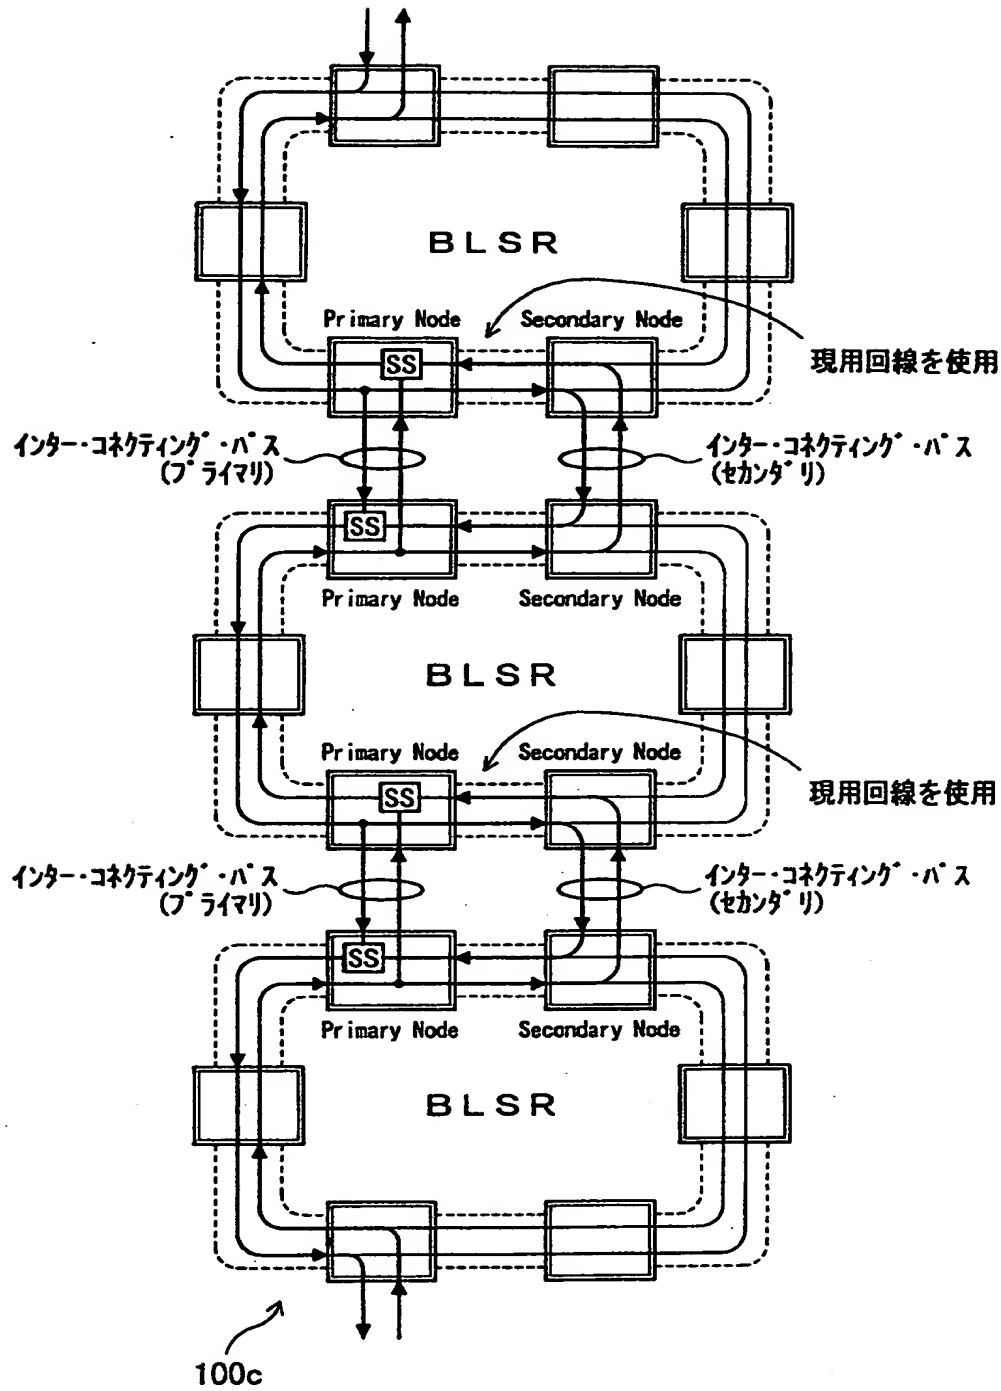 BLSR
Primary Node
Secondary Node
SS
現用回線を使用
インター・コネクティング・パス
(プライマリ)
インター・コネクティング・パス
(セカンダリ)
SS
Primary Node
Secondary Node
BLSR
Primary Node
Secondary Node
SS
現用回線を使用
インター・コネクティング・パス
(プライマリ)
インター・コネクティング・パス
(セカンダリ)
SS
Primary Node
Secondary Node
BLSR
100c